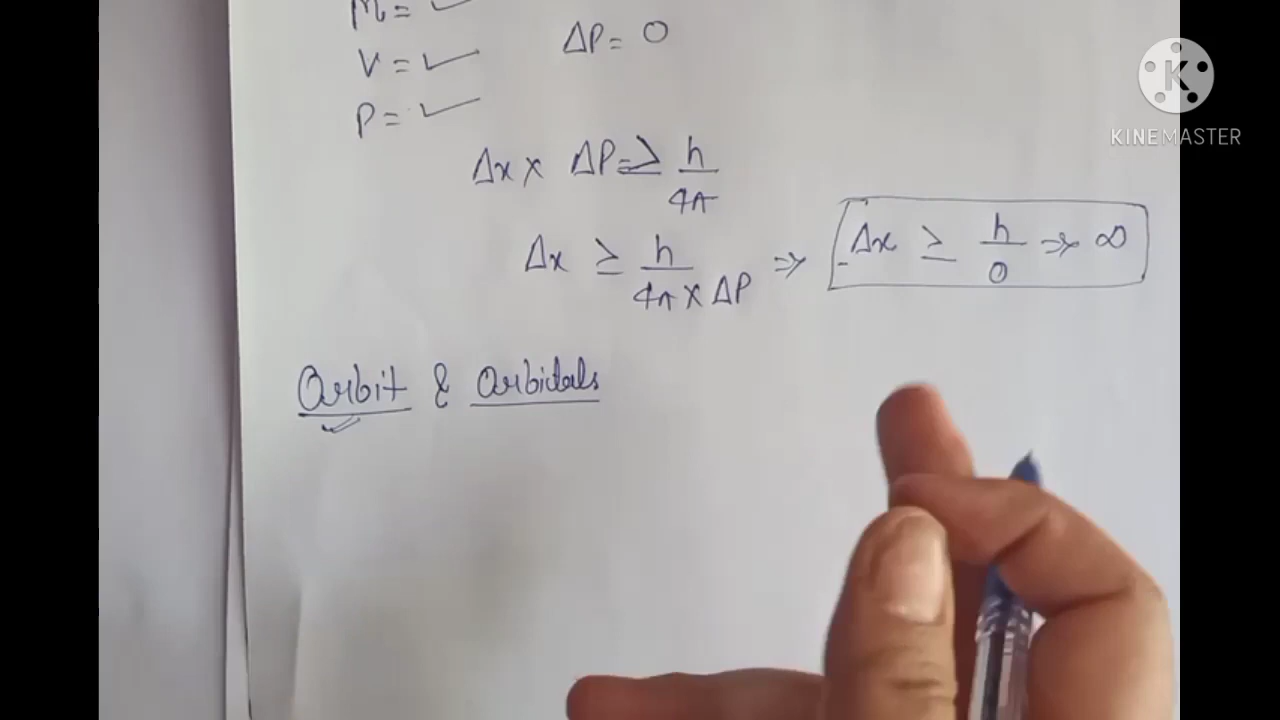 M = ✓
V = ✓ ΔP = 0
P = ✓
Δx × ΔP = ≥ h/4π
Δx ≥ h/4π × ΔP ⇒ Δx ≥ h/0 ⇒ ∞
Orbit & Orbitals
K
KINEMASTER